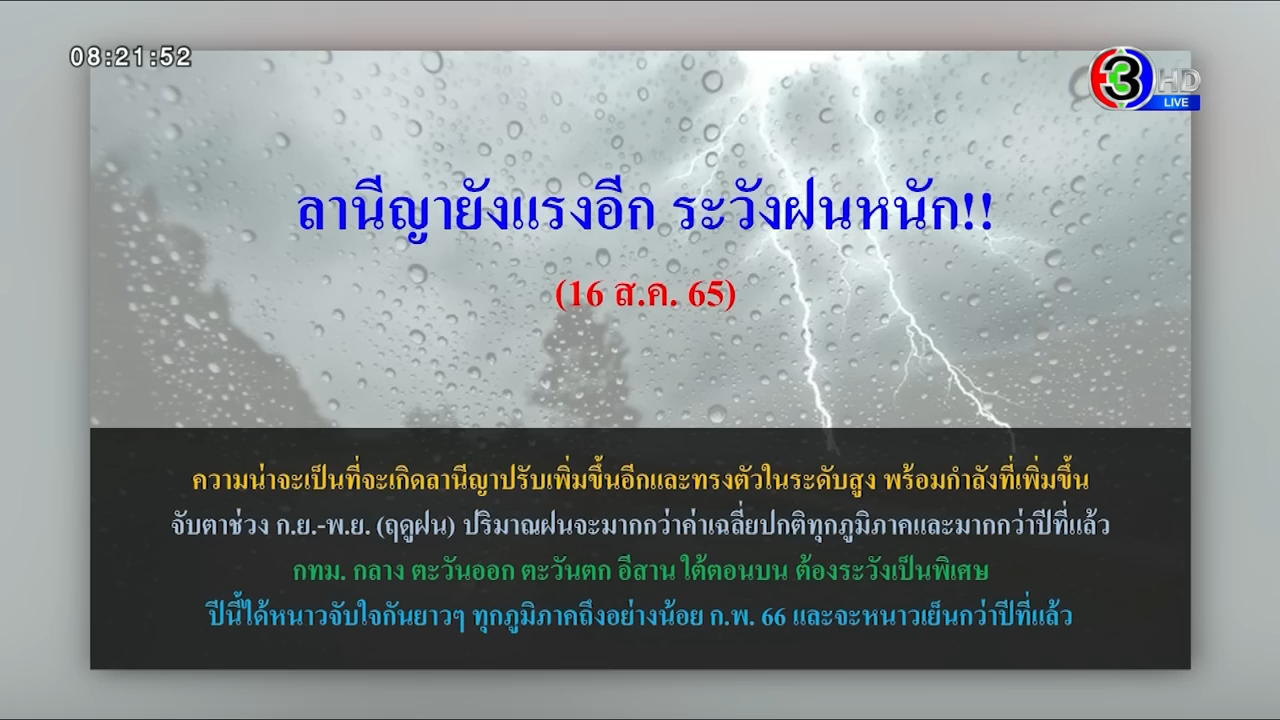 08:21:52
3 HD
LIVE
ลานีญายังแรงอีก ระวังฝนหนัก!!
(16 ส.ค. 65)
ความน่าจะเป็นที่จะเกิดลานีญาปรับเพิ่มขึ้นอีกและทรงตัวในระดับสูง พร้อมกำลังที่เพิ่มขึ้น
จับตาช่วง ก.ย.-พ.ย. (ฤดูฝน) ปริมาณฝนจะมากกว่าค่าเฉลี่ยปกติทุกภูมิภาคและมากกว่าปีที่แล้ว
กทม. กลาง ตะวันออก ตะวันตก อีสาน ใต้ตอนบน ต้องระวังเป็นพิเศษ
ปีนี้ได้หนาวจับใจกันยาวๆ ทุกภูมิภาคถึงอย่างน้อย ก.พ. 66 และจะหนาวเย็นกว่าปีที่แล้ว